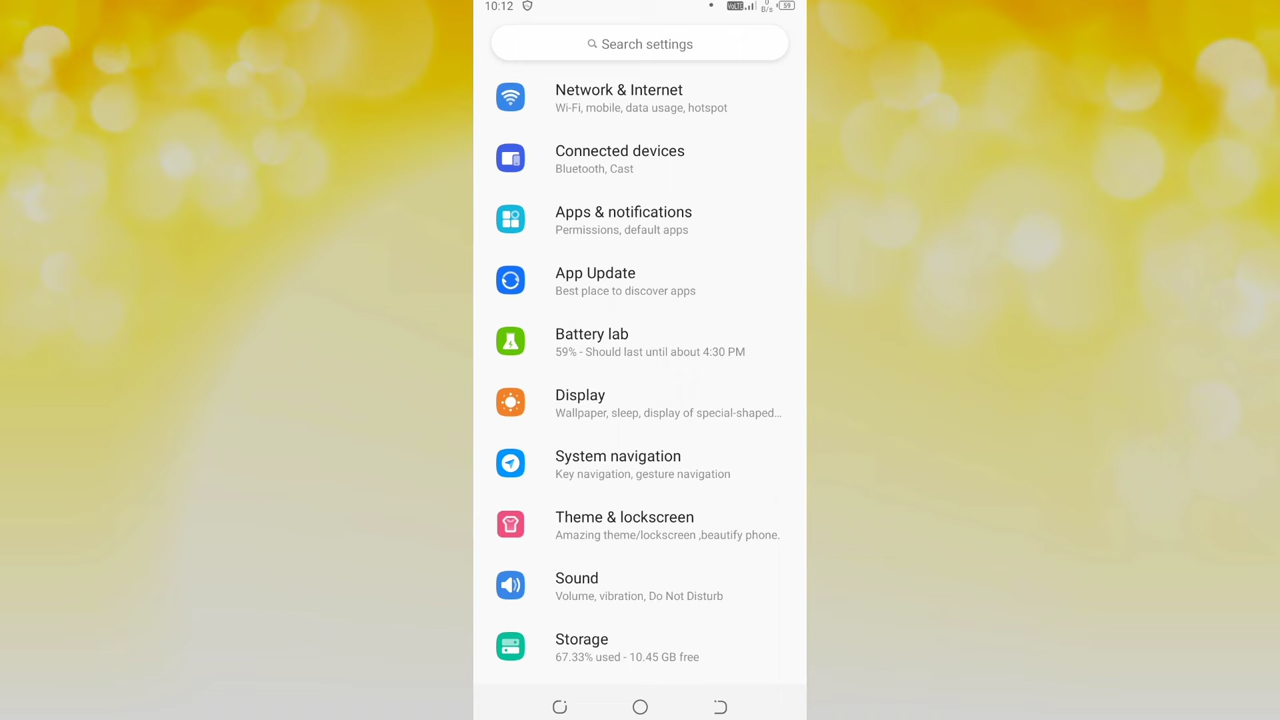 10:12
VoLTE 0 B/s 59
Search settings
Network & Internet
Wi-Fi, mobile, data usage, hotspot
Connected devices
Bluetooth, Cast
Apps & notifications
Permissions, default apps
App Update
Best place to discover apps
Battery lab
59% - Should last until about 4:30 PM
Display
Wallpaper, sleep, display of special-shaped...
System navigation
Key navigation, gesture navigation
Theme & lockscreen
Amazing theme/lockscreen ,beautify phone.
Sound
Volume, vibration, Do Not Disturb
Storage
67.33% used - 10.45 GB free